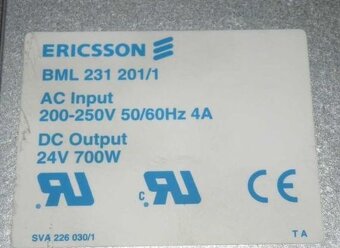 ERICSSON
BML 231 201/1
AC Input
200-250V 50/60Hz 4A
DC Output
24V 700W
c
SVA 226 030/1 TA